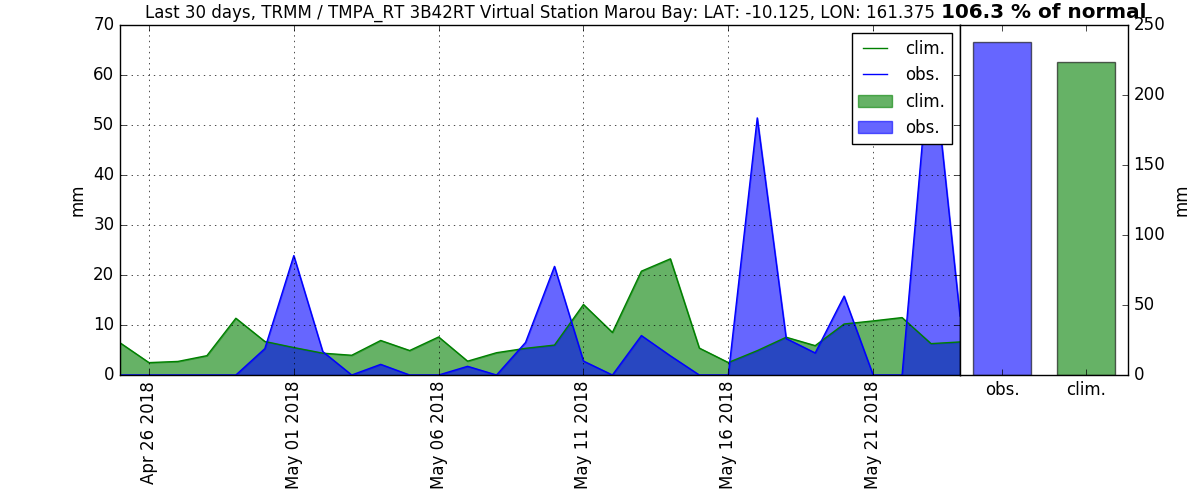 Last 30 days, TRMM / TMPA_RT 3B42RT Virtual Station Marou Bay: LAT: -10.125, LON: 161.375 106.3 % of normal
70
60
50
40
30
20
10
0
mm
clim.
obs.
clim.
obs.
250
200
150
100
50
0
mm
Apr 26 2018
May 01 2018
May 06 2018
May 11 2018
May 16 2018
May 21 2018
obs.
clim.